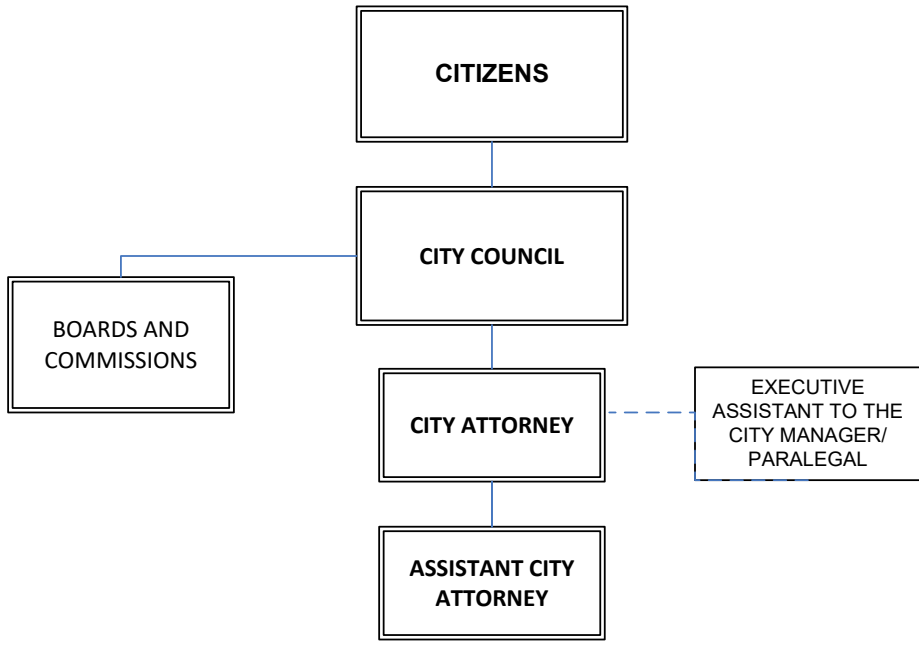 CITIZENS
CITY COUNCIL
BOARDS AND
COMMISSIONS
CITY ATTORNEY
EXECUTIVE
ASSISTANT TO THE
CITY MANAGER/
PARALEGAL
ASSISTANT CITY
ATTORNEY